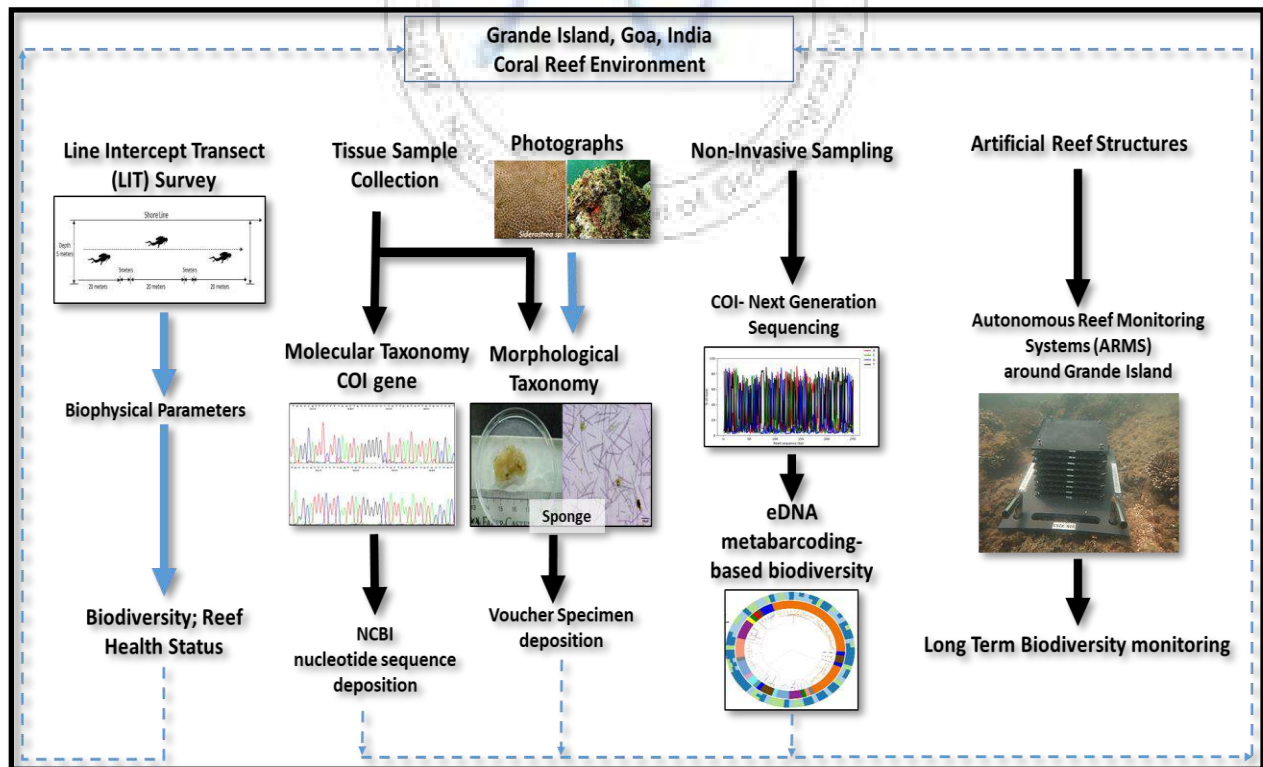 Grande Island, Goa, India
Coral Reef Environment
Line Intercept Transect
(LIT) Survey
Shore Line
Depth
5 meters
5meters
5meters
20 meters
20 meters
20 meters
Biophysical Parameters
Biodiversity; Reef
Health Status
Tissue Sample
Collection
Molecular Taxonomy
COI gene
NCBI
nucleotide sequence
deposition
Photographs
Siderastrea sp.
Morphological
Taxonomy
Sponge
Voucher Specimen
deposition
Non-Invasive Sampling
COI- Next Generation
Sequencing
eDNA
metabarcoding-
based biodiversity
Artificial Reef Structures
Autonomous Reef Monitoring
Systems (ARMS)
around Grande Island
Long Term Biodiversity monitoring